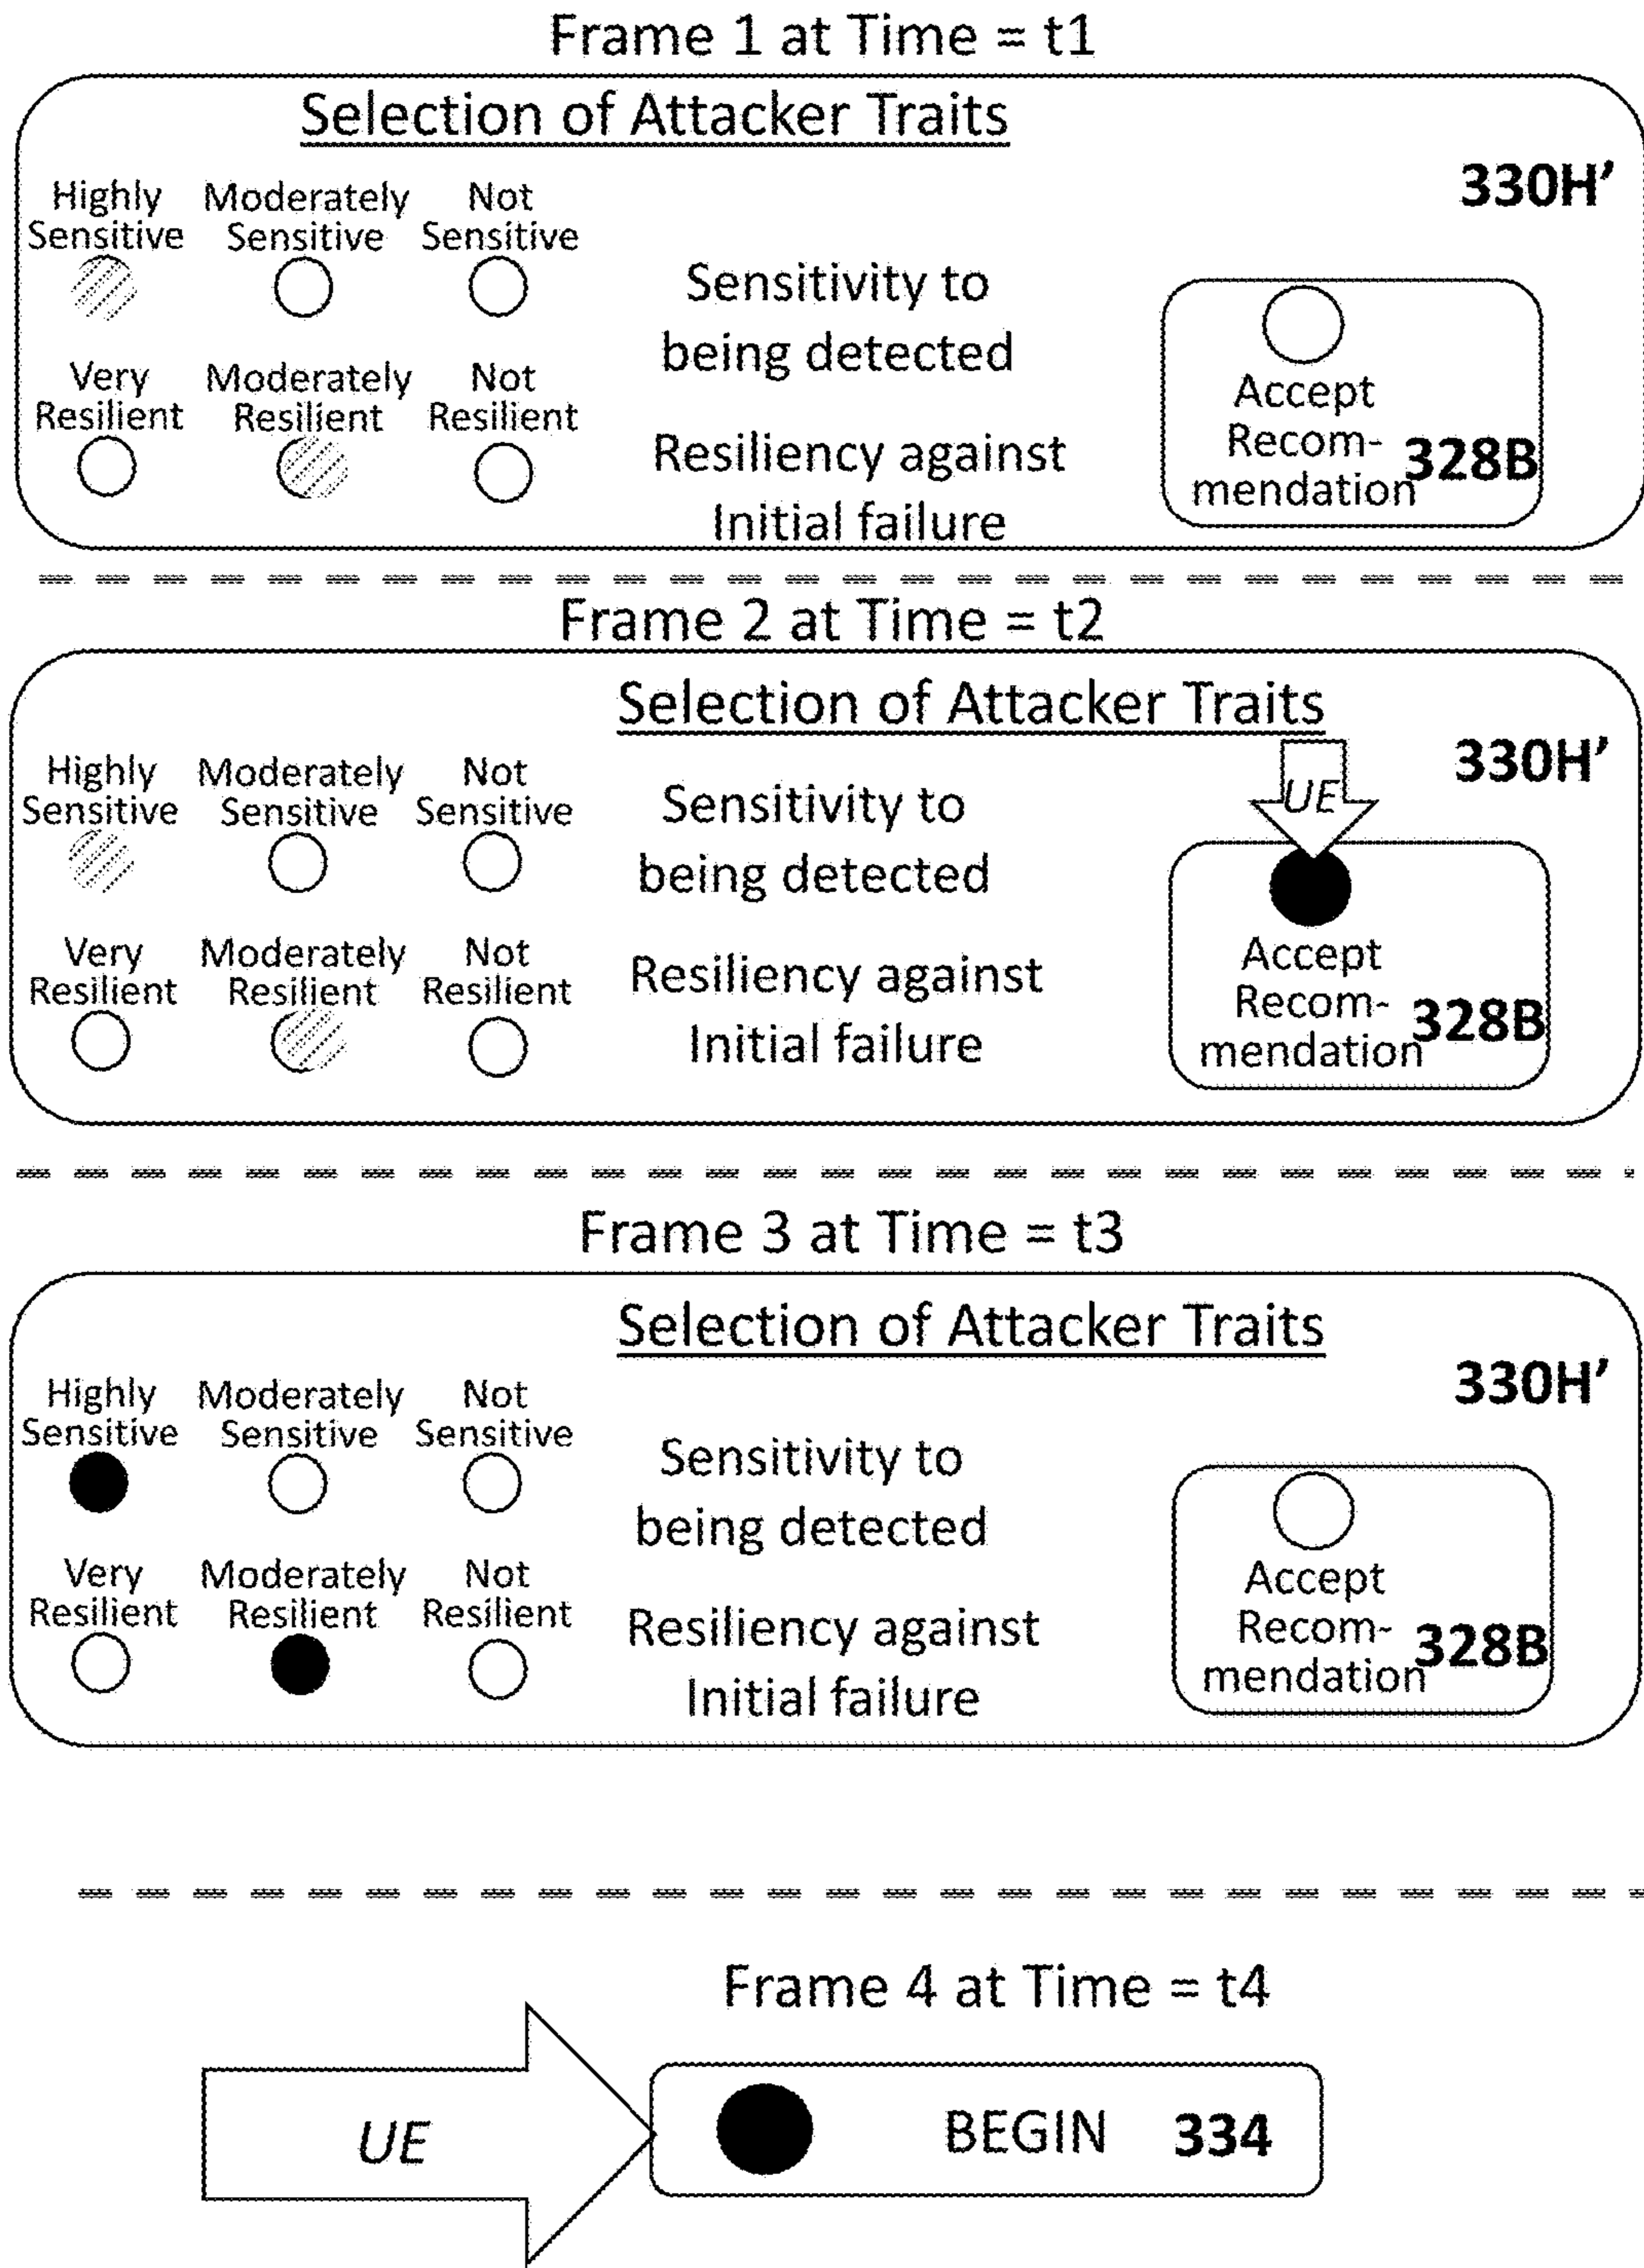 Frame 1 at Time = t1
Selection of Attacker Traits
330H’
Highly Moderately Not
Sensitive Sensitive Sensitive
Sensitivity to
being detected
Very Moderately Not
Resilient Resilient Resilient
Resiliency against
Initial failure
Accept
Recom-
mendation 328B
Frame 2 at Time = t2
Selection of Attacker Traits
330H’
UE
Highly Moderately Not
Sensitive Sensitive Sensitive
Sensitivity to
being detected
Very Moderately Not
Resilient Resilient Resilient
Resiliency against
Initial failure
Accept
Recom-
mendation 328B
Frame 3 at Time = t3
Selection of Attacker Traits
330H’
Highly Moderately Not
Sensitive Sensitive Sensitive
Sensitivity to
being detected
Very Moderately Not
Resilient Resilient Resilient
Resiliency against
Initial failure
Accept
Recom-
mendation 328B
Frame 4 at Time = t4
UE
BEGIN 334